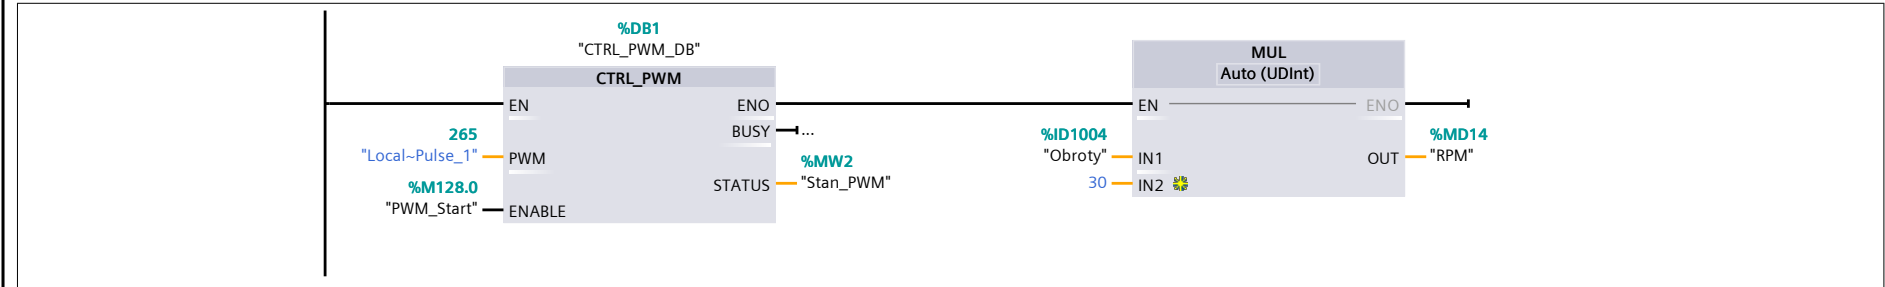 %DB1
"CTRL_PWM_DB"
CTRL_PWM
EN ENO
BUSY ...
265
"Local~Pulse_1" PWM
%MW2
STATUS "Stan_PWM"
%M128.0
"PWM_Start" ENABLE
MUL
Auto (UDInt)
EN ENO
%ID1004
"Obroty" IN1
%MD14
OUT "RPM"
30 IN2